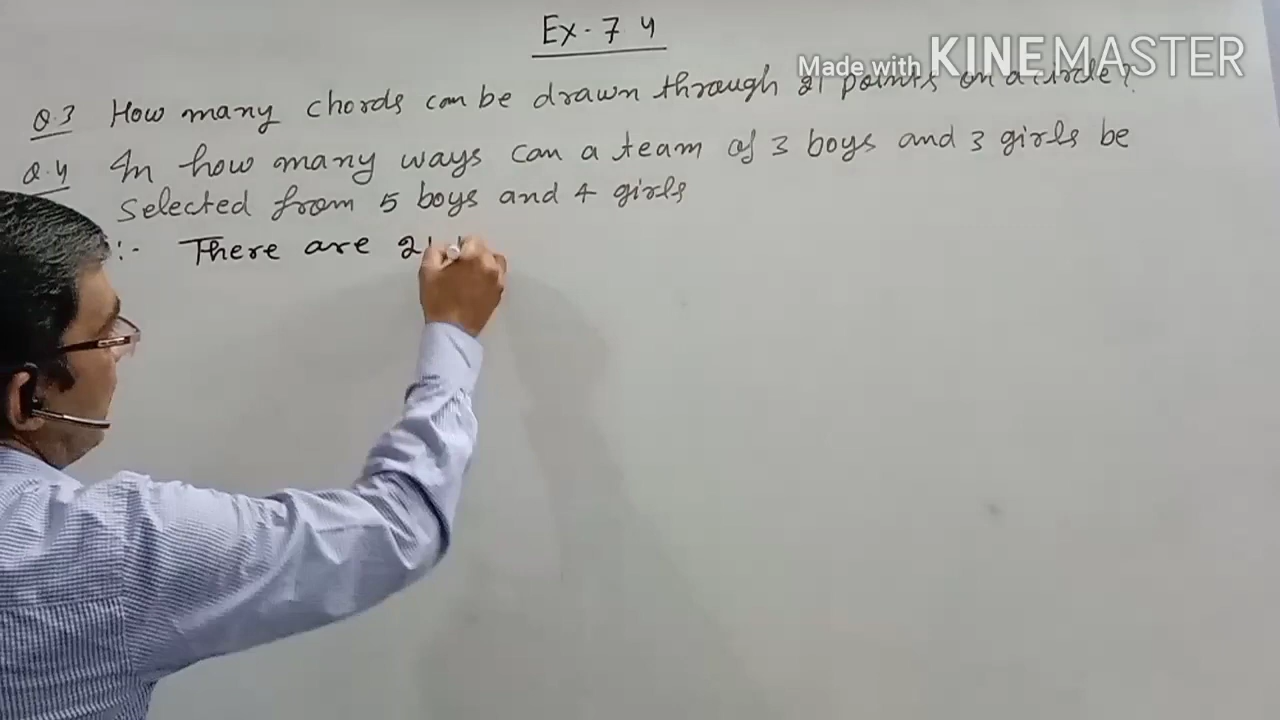 Ex. 7 4
Made with KINEMASTER
Q.3 How many chords can be drawn through 21 points on a circle?
Q.4 In how many ways can a team of 3 boys and 3 girls be
selected from 5 boys and 4 girls
:- There are 21